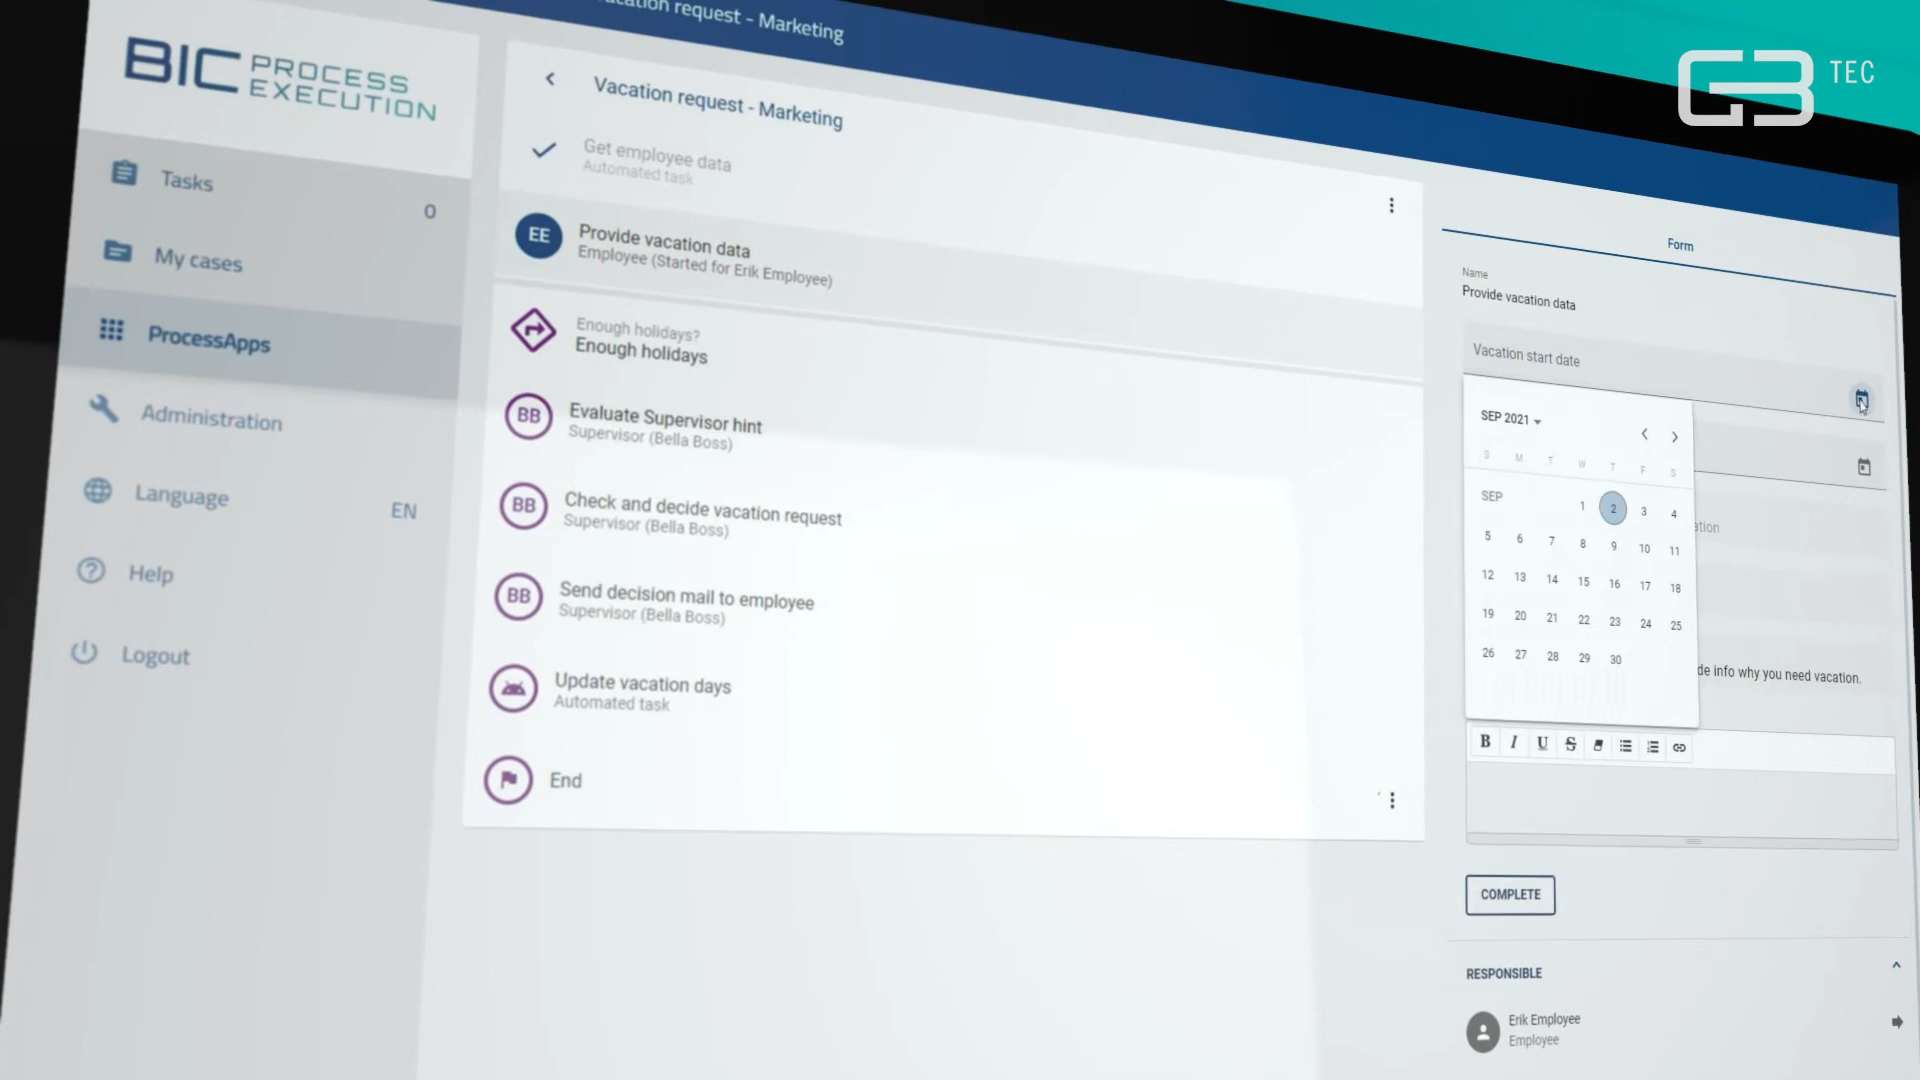 BIC PROCESS
EXECUTION
Tasks
0
My cases
ProcessApps
Administration
Language
EN
Help
Logout
request - Marketing
Vacation request - Marketing
Get employee data
Automated task
EE
Provide vacation data
Employee (Started for Erik Employee)
Enough holidays?
Enough holidays
BB
Evaluate Supervisor hint
Supervisor (Bella Boss)
BB
Check and decide vacation request
Supervisor (Bella Boss)
BB
Send decision mail to employee
Supervisor (Bella Boss)
Update vacation days
Automated task
End
GB TEC
Form
Name
Provide vacation data
Vacation start date
SEP 2021
S M T W T F S
SEP 1 2 3 4
5 6 7 8 9 10 11
12 13 14 15 16 17 18
19 20 21 22 23 24 25
26 27 28 29 30
info why you need vacation.
B I U S
COMPLETE
RESPONSIBLE
Erik Employee
Employee